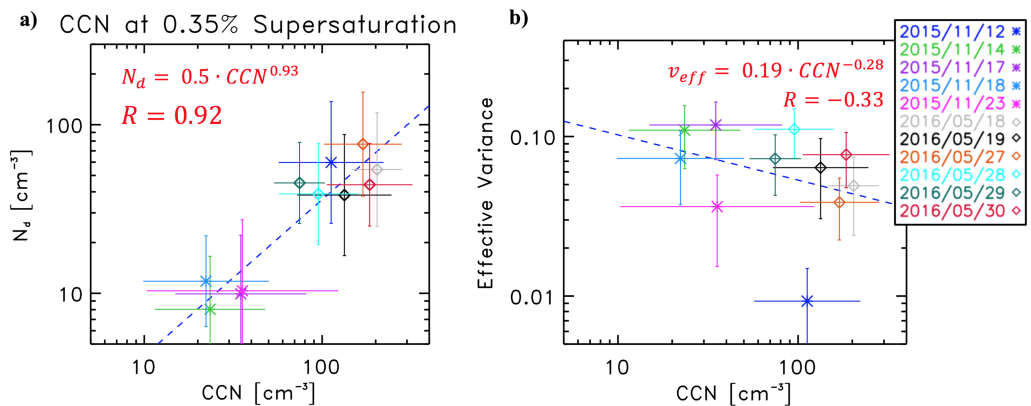 a) CCN at 0.35% Supersaturation
N_d = 0.5 · CCN^0.93
R = 0.92
100
10
N_d [cm⁻³]
10 100
CCN [cm⁻³]
b)
v_eff = 0.19 · CCN^−0.28
R = −0.33
0.10
0.01
Effective Variance
10 100
CCN [cm⁻³]
2015/11/12
2015/11/14
2015/11/17
2015/11/18
2015/11/23
2016/05/18
2016/05/19
2016/05/27
2016/05/28
2016/05/29
2016/05/30